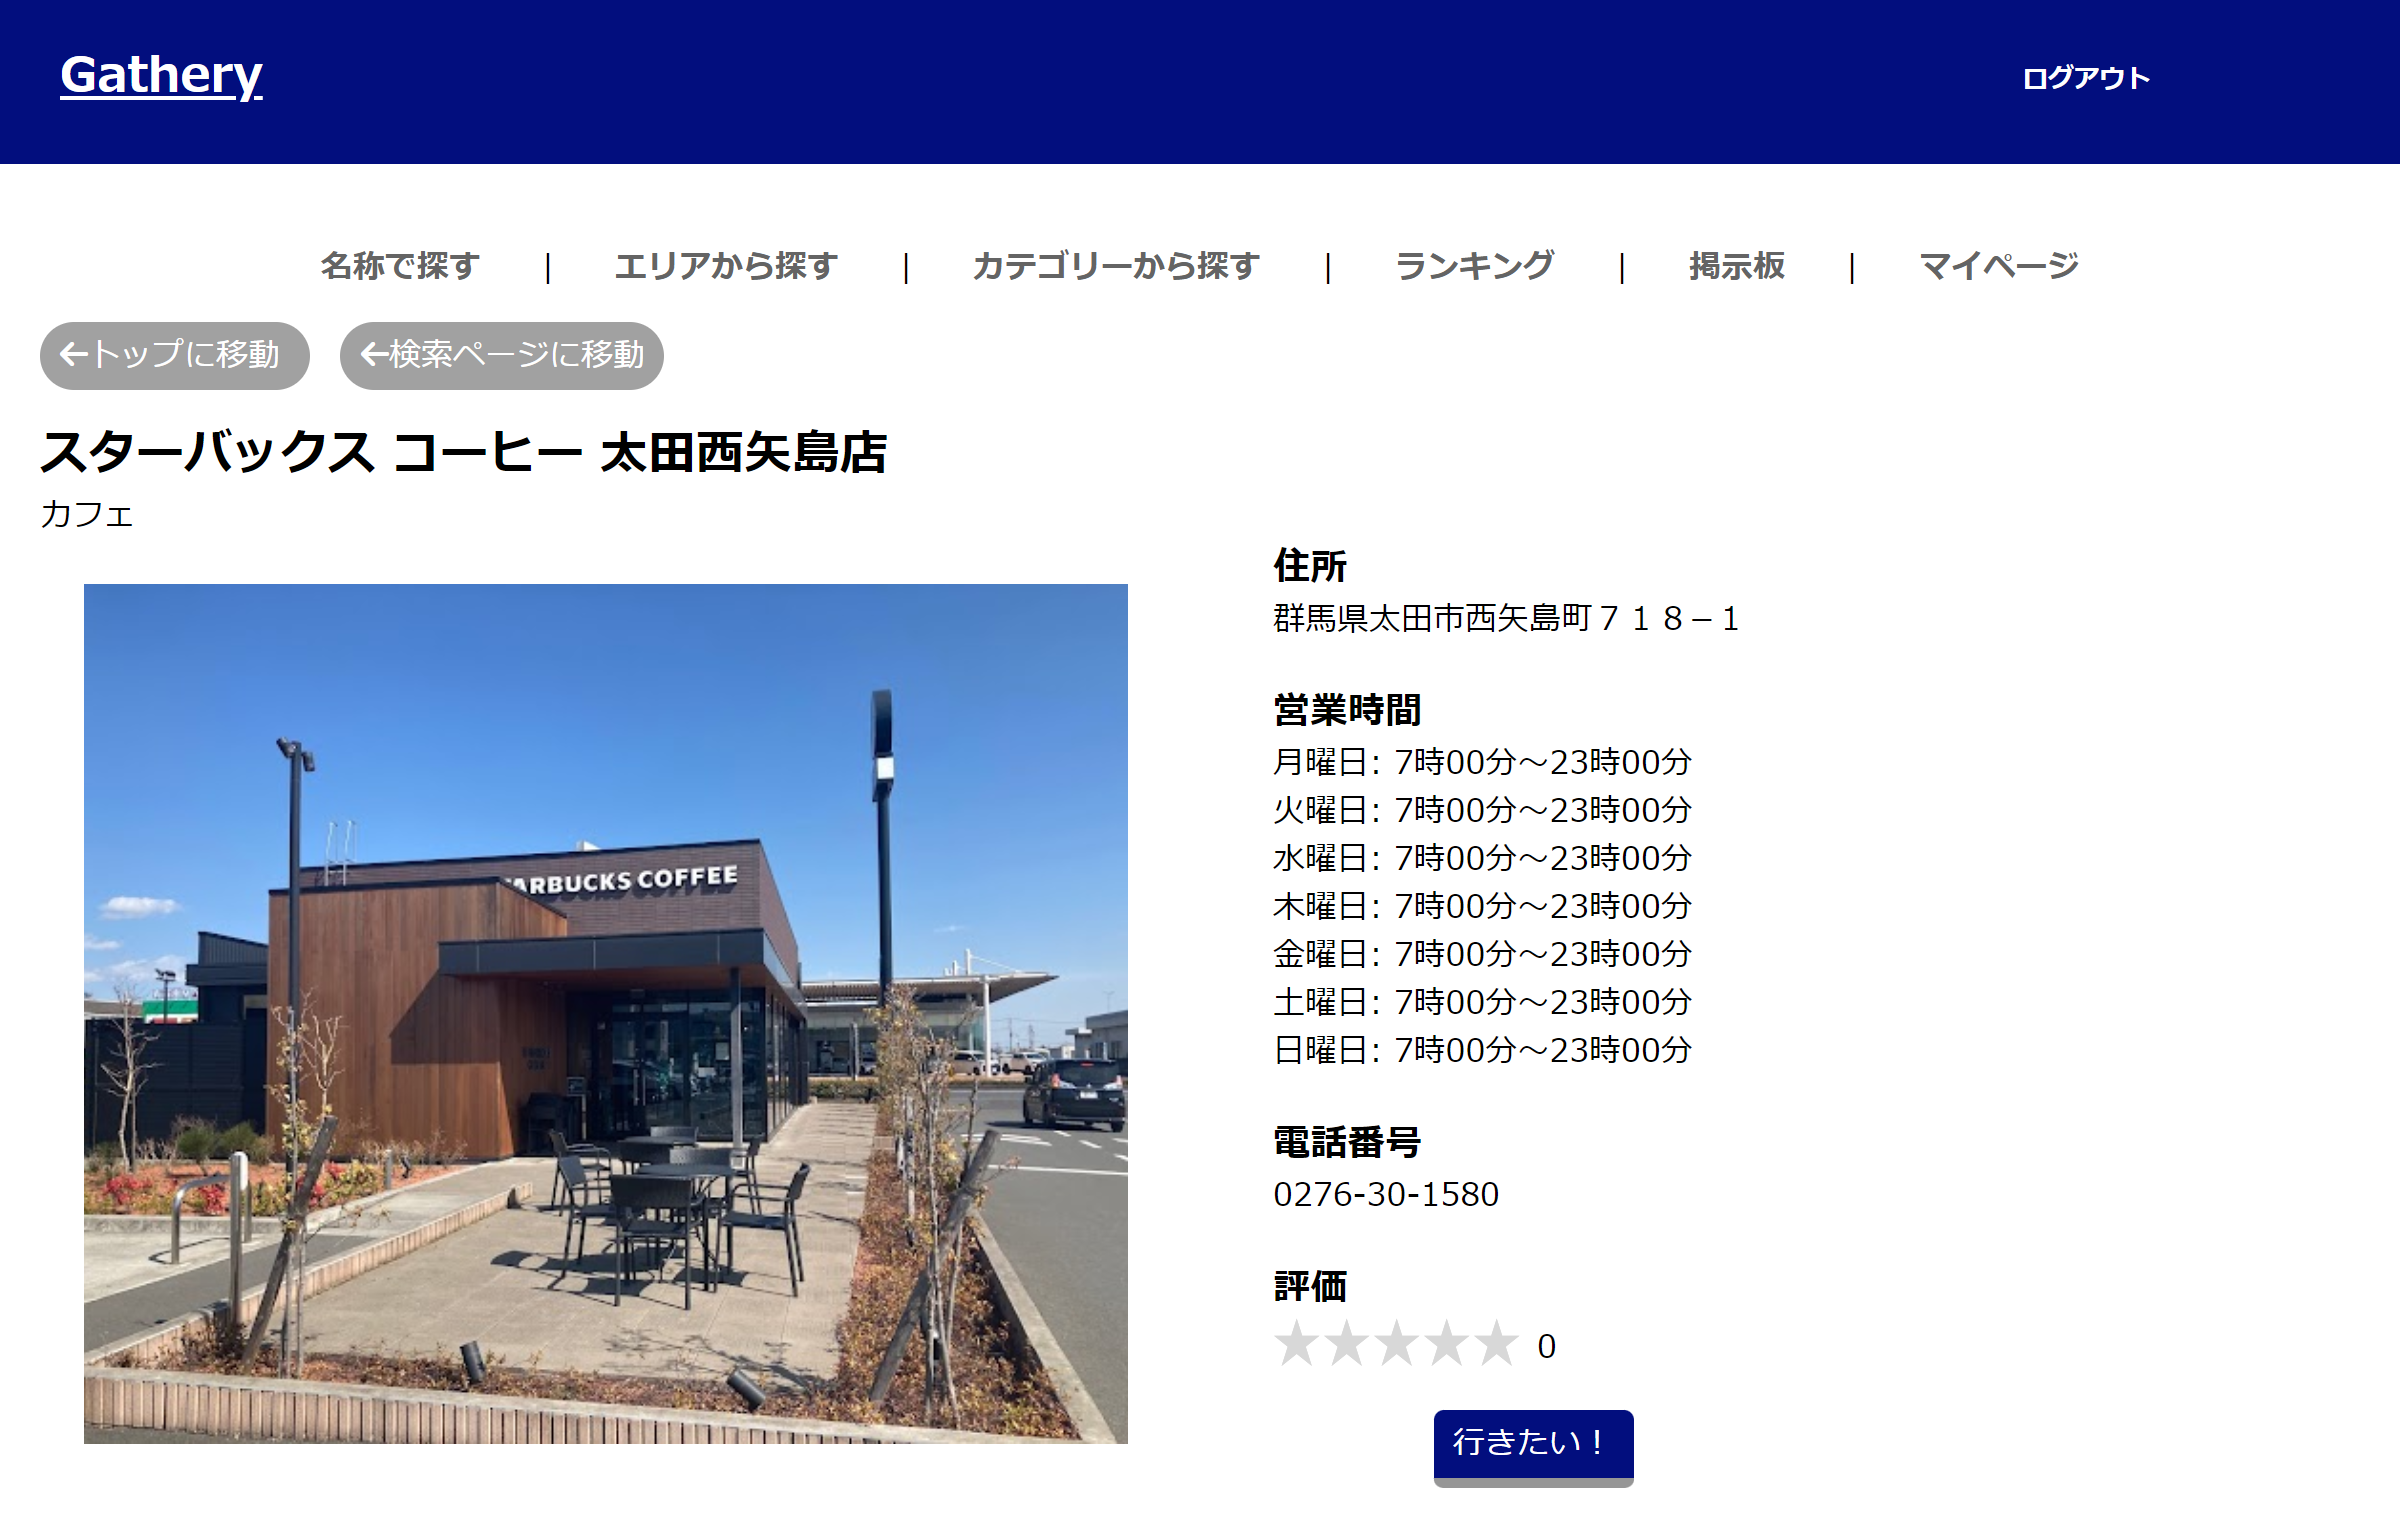 Gathery
ログアウト
名称で探す | エリアから探す | カテゴリーから探す | ランキング | 掲示板 | マイページ
←トップに移動 ←検索ページに移動
スターバックス コーヒー 太田西矢島店
カフェ
ARBUCKS COFFEE
住所
群馬県太田市西矢島町７１８−１
営業時間
月曜日: 7時00分～23時00分
火曜日: 7時00分～23時00分
水曜日: 7時00分～23時00分
木曜日: 7時00分～23時00分
金曜日: 7時00分～23時00分
土曜日: 7時00分～23時00分
日曜日: 7時00分～23時00分
電話番号
0276-30-1580
評価
★★★★★ 0
行きたい！